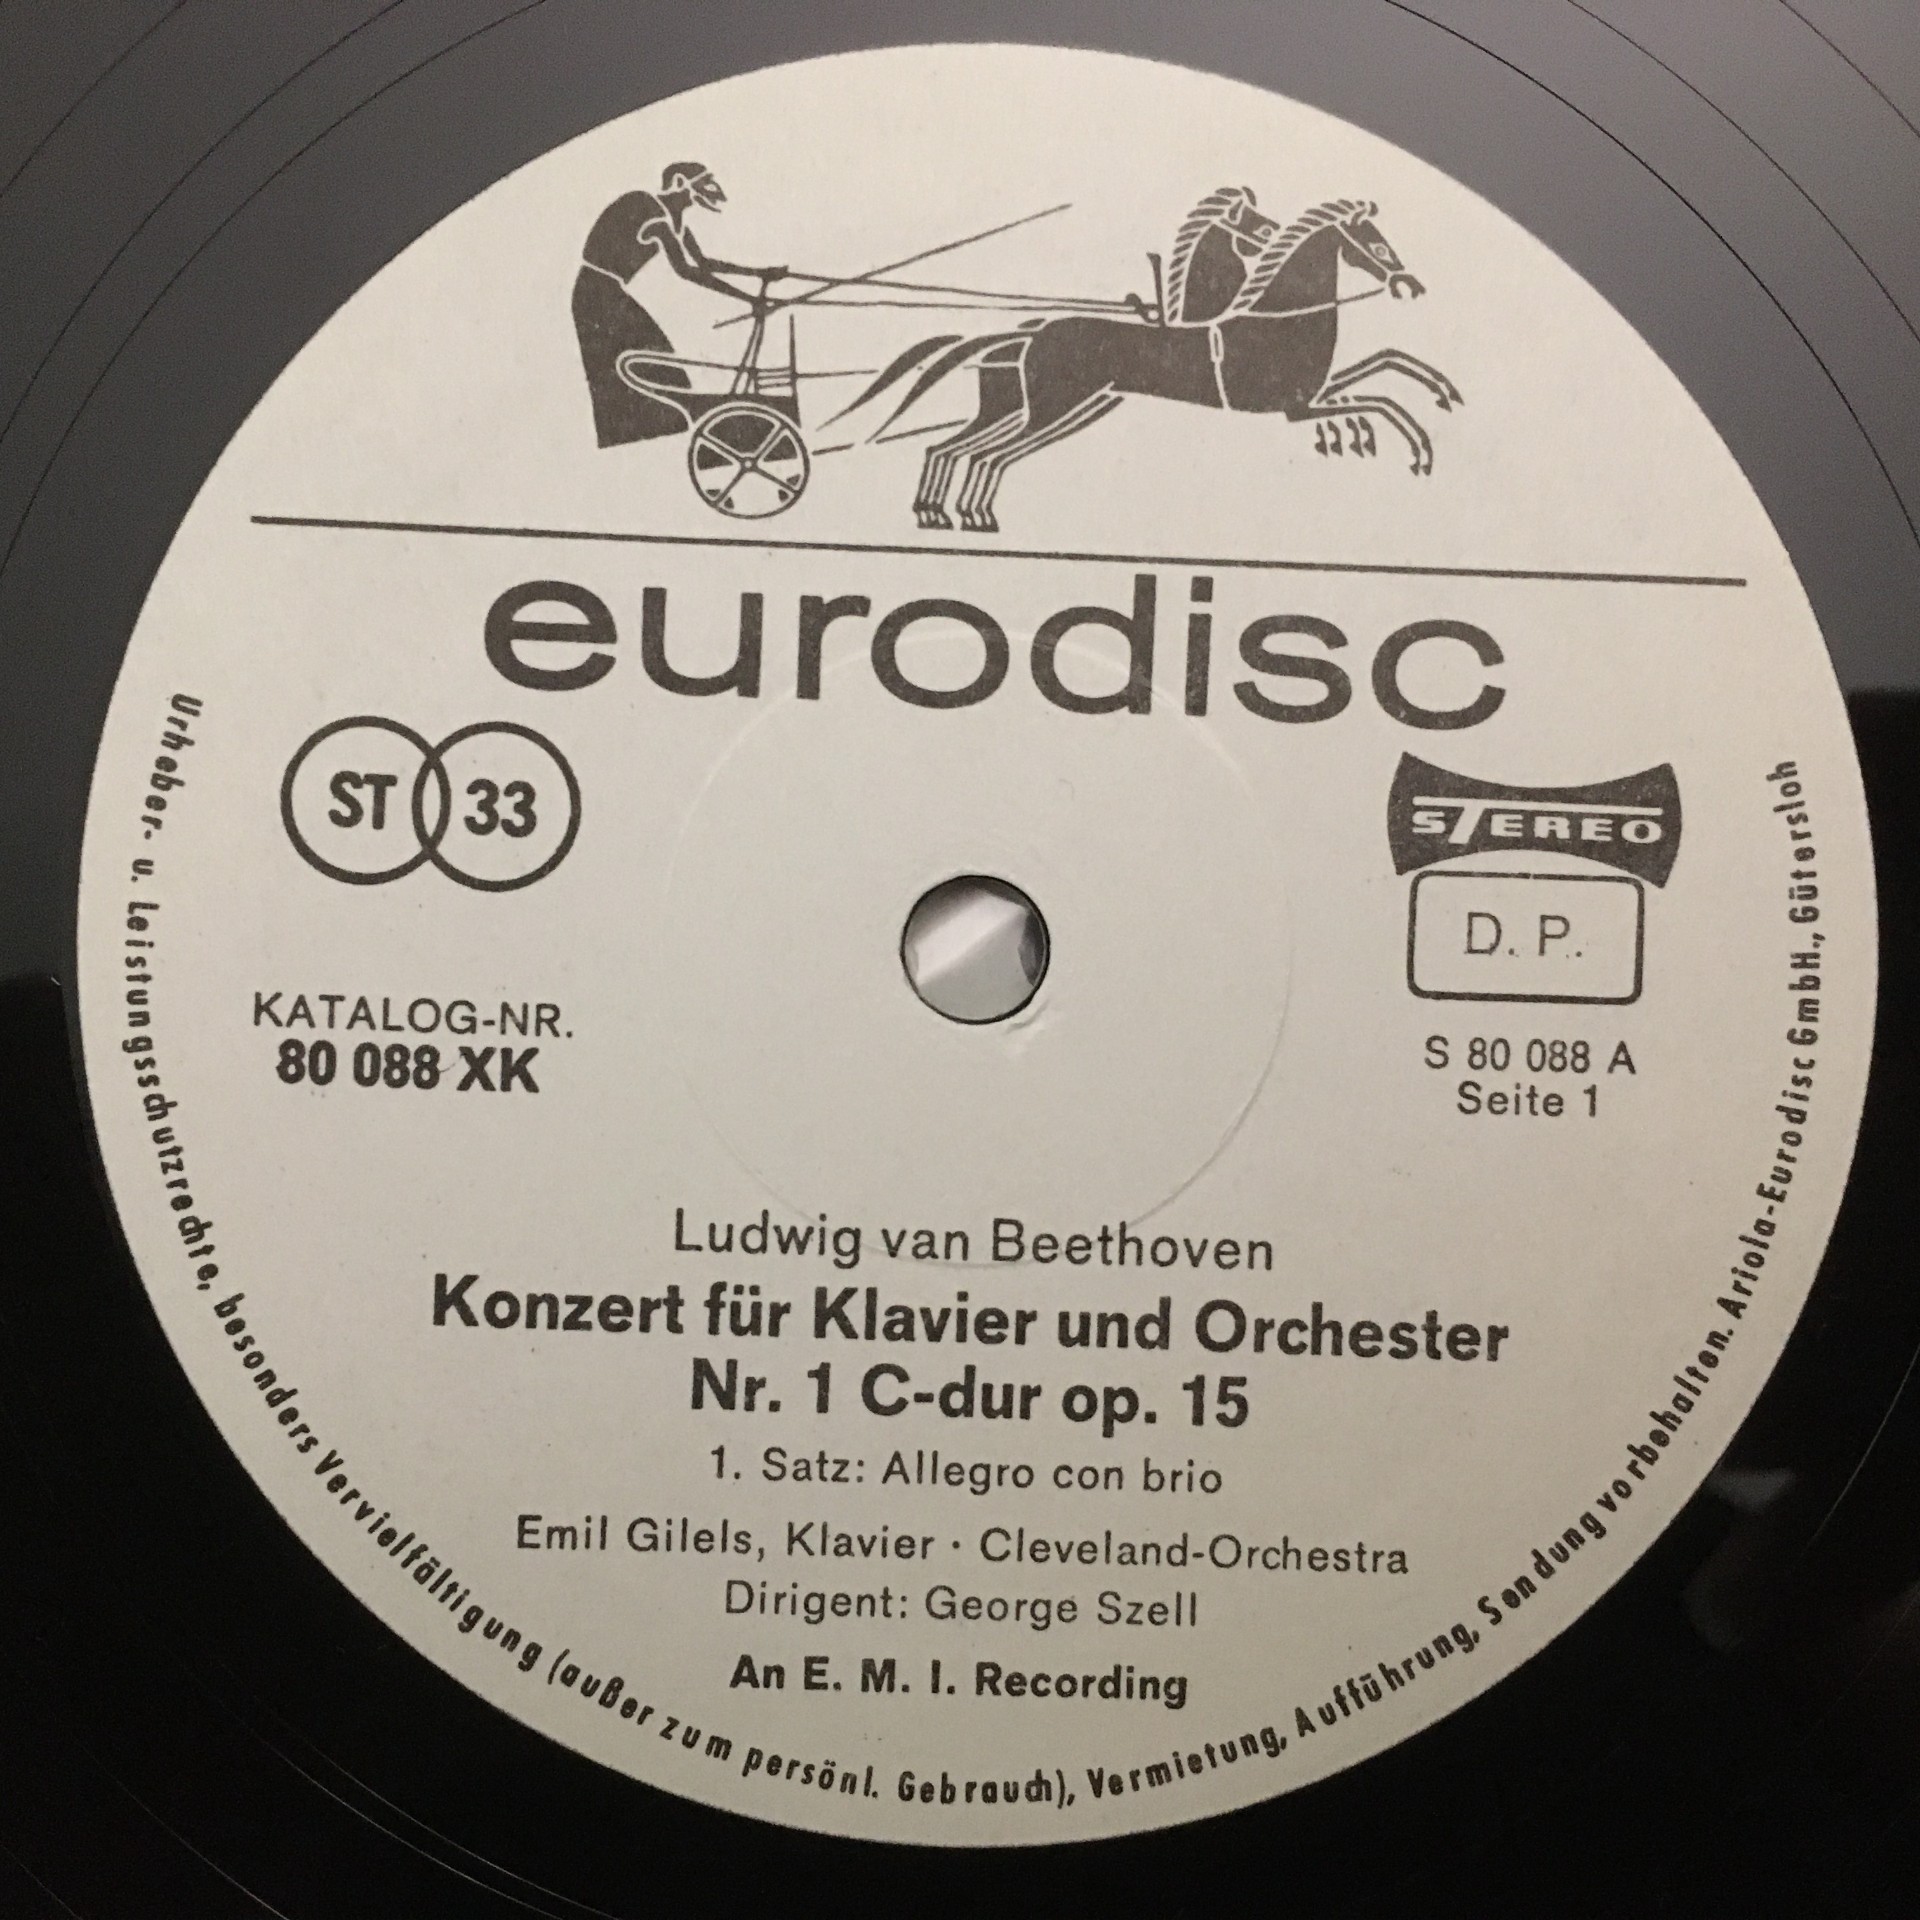 eurodisc
ST 33
STEREO
D. P.
KATALOG-NR.
80 088 XK
S 80 088 A
Seite 1
Ludwig van Beethoven
Konzert für Klavier und Orchester
Nr. 1 C-dur op. 15
1. Satz: Allegro con brio
Emil Gilels, Klavier · Cleveland-Orchestra
Dirigent: George Szell
An E. M. I. Recording
Urheber- u. Leistungsschutzrechte, besonders Vervielfältigung (außer zum persönl. Gebrauch), Vermietung, Aufführung, Sendung vorbehalten. Ariola-Eurodisc GmbH., Gütersloh